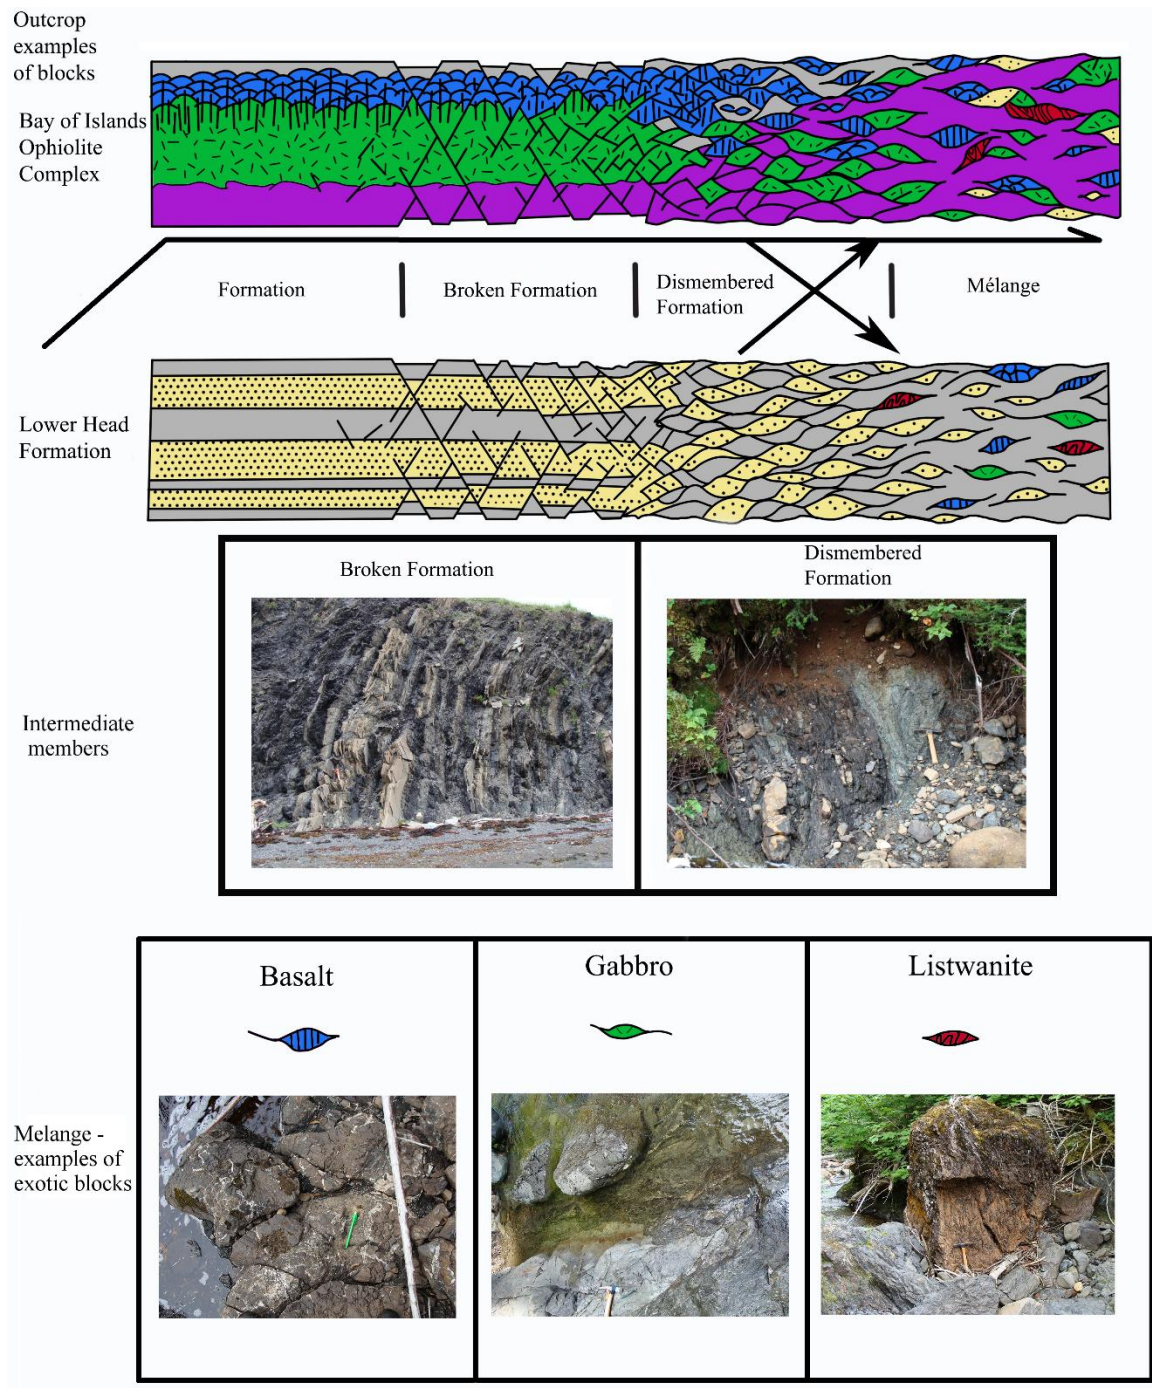 Outcrop
examples
of blocks
Bay of Islands
Ophiolite
Complex
Formation
Broken Formation
Dismembered
Formation
Mélange
Lower Head
Formation
Broken Formation
Dismembered
Formation
Intermediate
members
Basalt
Gabbro
Listwanite
Melange -
examples of
exotic blocks